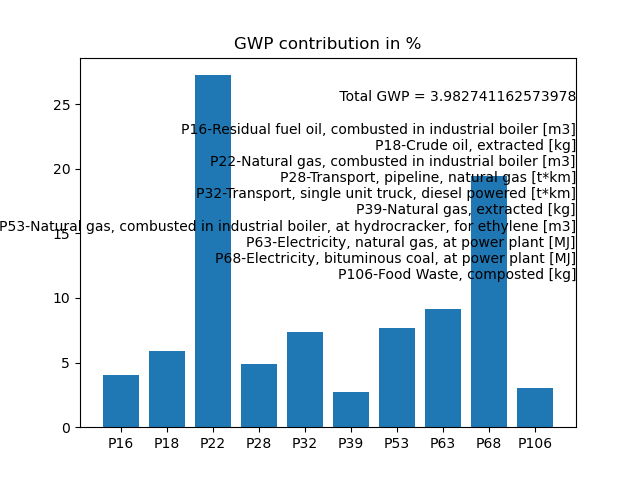 GWP contribution in %
Total GWP = 3.982741162573978
P16-Residual fuel oil, combusted in industrial boiler [m3]
P18-Crude oil, extracted [kg]
P22-Natural gas, combusted in industrial boiler [m3]
P28-Transport, pipeline, natural gas [t*km]
P32-Transport, single unit truck, diesel powered [t*km]
P39-Natural gas, extracted [kg]
P53-Natural gas, combusted in industrial boiler, at hydrocracker, for ethylene [m3]
P63-Electricity, natural gas, at power plant [MJ]
P68-Electricity, bituminous coal, at power plant [MJ]
P106-Food Waste, composted [kg]
25
20
15
10
5
0
P16 P18 P22 P28 P32 P39 P53 P63 P68 P106